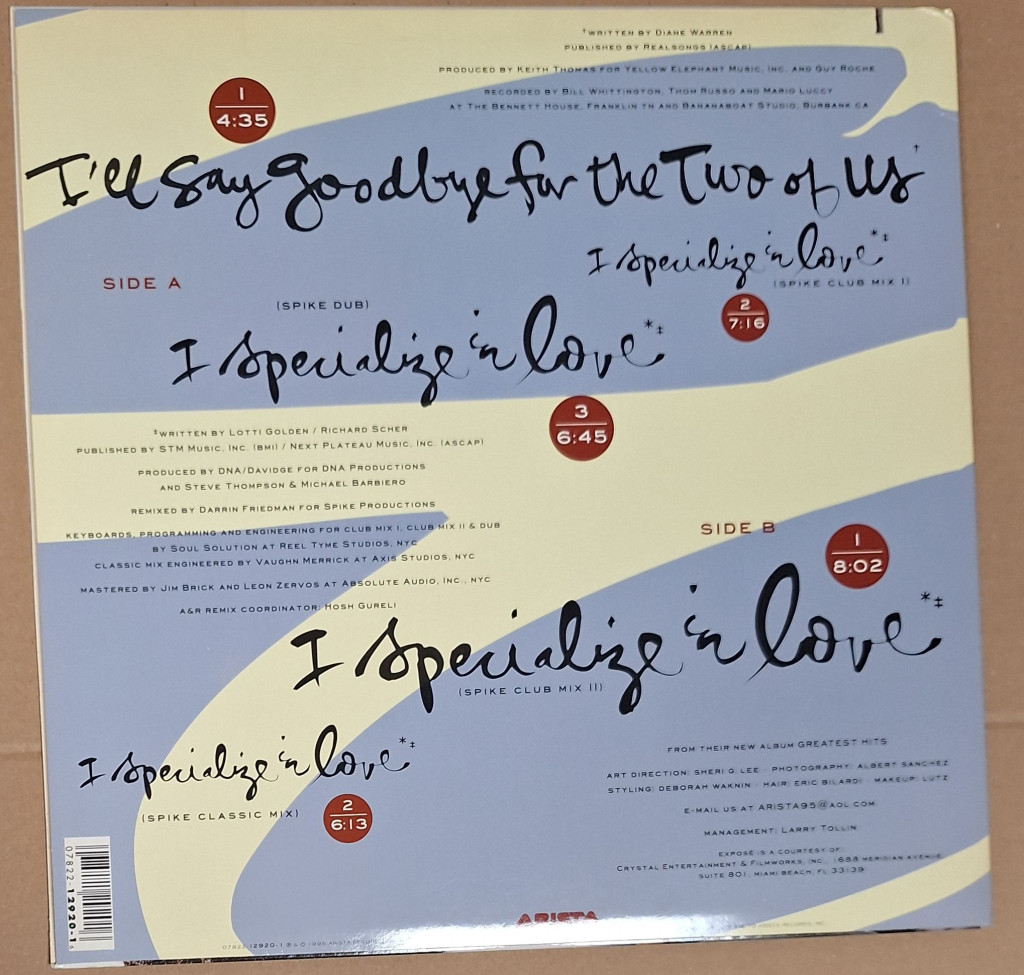 †WRITTEN BY DIANE WARREN
PUBLISHED BY REALSONGS (ASCAP)
PRODUCED BY KEITH THOMAS FOR YELLOW ELEPHANT MUSIC, INC. AND GUY ROCHE
RECORDED BY BILL WHITTINGTON, THOM RUSSO AND MARIO LUCCY
AT THE BENNETT HOUSE, FRANKLIN TN AND BANANABOAT STUDIO, BURBANK CA
1
4:35
I'll Say Goodbye for the Two of Us†
SIDE A
I specialize in love*‡
(SPIKE CLUB MIX I)
2
7:16
(SPIKE DUB)
I specialize in love*‡
3
6:45
‡WRITTEN BY LOTTI GOLDEN / RICHARD SCHER
PUBLISHED BY STM MUSIC, INC. (BMI) / NEXT PLATEAU MUSIC, INC. (ASCAP)
PRODUCED BY DNA/DAVIDGE FOR DNA PRODUCTIONS
AND STEVE THOMPSON & MICHAEL BARBIERO
REMIXED BY DARRIN FRIEDMAN FOR SPIKE PRODUCTIONS
KEYBOARDS, PROGRAMMING AND ENGINEERING FOR CLUB MIX I, CLUB MIX II & DUB
BY SOUL SOLUTION AT REEL TYME STUDIOS, NYC
CLASSIC MIX ENGINEERED BY VAUGHN MERRICK AT AXIS STUDIOS, NYC
MASTERED BY JIM BRICK AND LEON ZERVOS AT ABSOLUTE AUDIO, INC., NYC
A&R REMIX COORDINATOR: HOSH GURELI
SIDE B
1
8:02
I specialize in love*‡
(SPIKE CLUB MIX II)
I specialize in love*‡
(SPIKE CLASSIC MIX)
2
6:13
FROM THEIR NEW ALBUM GREATEST HITS
ART DIRECTION: SHERI G. LEE · PHOTOGRAPHY: ALBERT SANCHEZ
STYLING: DEBORAH WAKNIN · HAIR: ERIC BILARDI · MAKEUP: LUTZ
E-MAIL US AT ARISTA95@AOL.COM
MANAGEMENT: LARRY TOLLIN
EXPOSÉ IS A COURTESY OF:
CRYSTAL ENTERTAINMENT & FILMWORKS, INC., 1688 MERIDIAN AVENUE,
SUITE 801, MIAMI BEACH, FL 33139
07822-12920-1
ARISTA
07822-12920-1